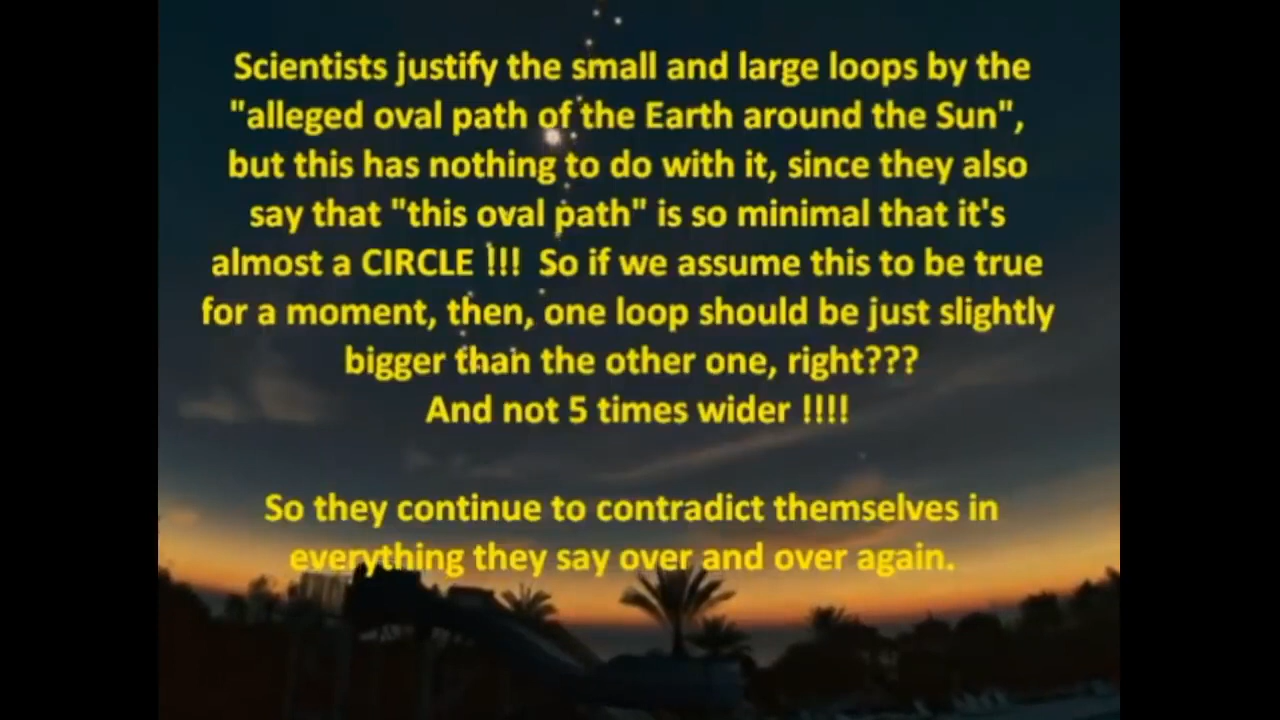 Scientists justify the small and large loops by the
"alleged oval path of the Earth around the Sun",
but this has nothing to do with it, since they also
say that "this oval path" is so minimal that it's
almost a CIRCLE !!!  So if we assume this to be true
for a moment, then, one loop should be just slightly
bigger than the other one, right???
And not 5 times wider !!!!
So they continue to contradict themselves in
everything they say over and over again.